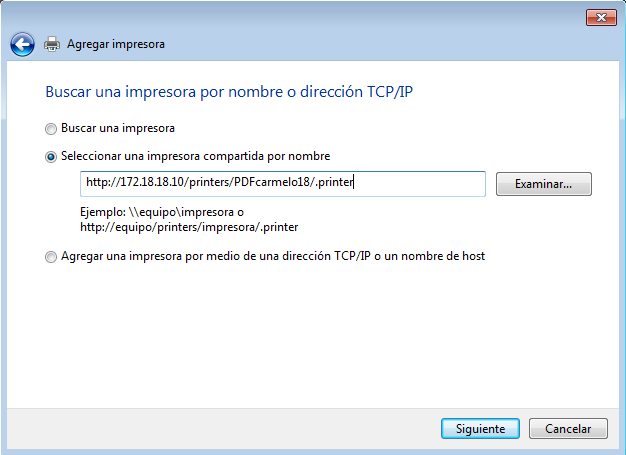 Agregar impresora
Buscar una impresora por nombre o dirección TCP/IP
Buscar una impresora
Seleccionar una impresora compartida por nombre
http://172.18.18.10/printers/PDFcarmelo18/.printer
Examinar...
Ejemplo: \\equipo\impresora o
http://equipo/printers/impresora/.printer
Agregar una impresora por medio de una dirección TCP/IP o un nombre de host
Siguiente
Cancelar